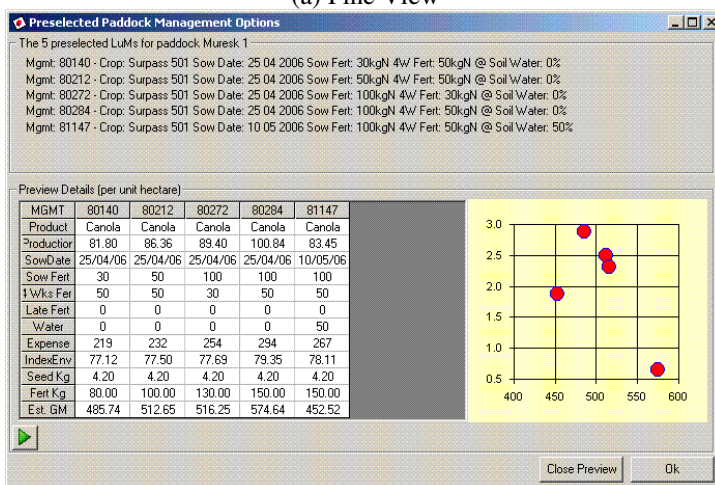 (a) Pine View
Preselected Paddock Management Options
The 5 preselected LuMs for paddock Muresk 1
Mgmt: 80140 - Crop: Surpass 501 Sow Date: 25 04 2006 Sow Fert: 30kgN 4W Fert: 50kgN @ Soil Water: 0%
Mgmt: 80212 - Crop: Surpass 501 Sow Date: 25 04 2006 Sow Fert: 50kgN 4W Fert: 50kgN @ Soil Water: 0%
Mgmt: 80272 - Crop: Surpass 501 Sow Date: 25 04 2006 Sow Fert: 100kgN 4W Fert: 30kgN @ Soil Water: 0%
Mgmt: 80284 - Crop: Surpass 501 Sow Date: 25 04 2006 Sow Fert: 100kgN 4W Fert: 50kgN @ Soil Water: 0%
Mgmt: 81147 - Crop: Surpass 501 Sow Date: 10 05 2006 Sow Fert: 100kgN 4W Fert: 50kgN @ Soil Water: 50%
Preview Details (per unit hectare)
MGMT 80140 80212 80272 80284 81147
Product Canola Canola Canola Canola Canola
Production 81.80 86.36 89.40 100.84 83.45
SowDate 25/04/06 25/04/06 25/04/06 25/04/06 10/05/06
Sow Fert 30 50 100 100 100
4 Wks Fer 50 50 30 50 50
Late Fert 0 0 0 0 0
Water 0 0 0 0 50
Expense 219 232 254 294 267
IndexEnv 77.12 77.50 77.69 79.35 78.11
Seed Kg 4.20 4.20 4.20 4.20 4.20
Fert Kg 80.00 100.00 130.00 150.00 150.00
Est. GM 485.74 512.65 516.25 574.64 452.52
3.0
2.5
2.0
1.5
1.0
0.5
400 450 500 550 600
Close Preview Ok